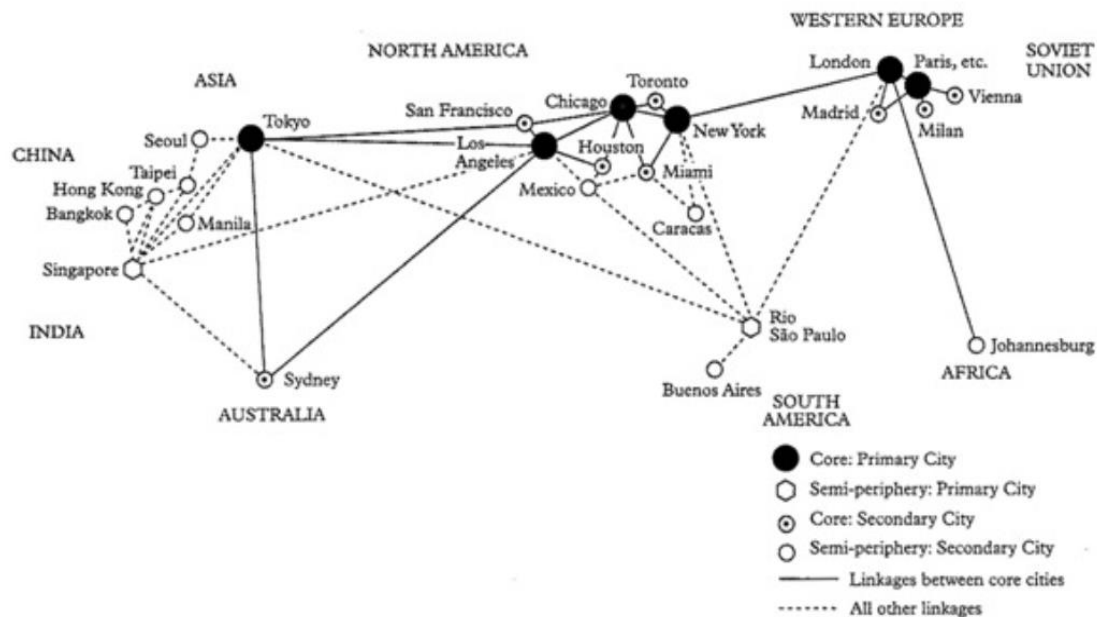 WESTERN EUROPE
NORTH AMERICA
London
Paris, etc.
SOVIET
UNION
ASIA
Toronto
San Francisco
Chicago
Vienna
Madrid
Milan
Tokyo
New York
Seoul
Los
Angeles
Houston
CHINA
Taipei
Mexico
Miami
Hong Kong
Bangkok
Manila
Caracas
Singapore
Rio
São Paulo
INDIA
Johannesburg
Sydney
Buenos Aires
AFRICA
AUSTRALIA
SOUTH
AMERICA
Core: Primary City
Semi-periphery: Primary City
Core: Secondary City
Semi-periphery: Secondary City
Linkages between core cities
All other linkages